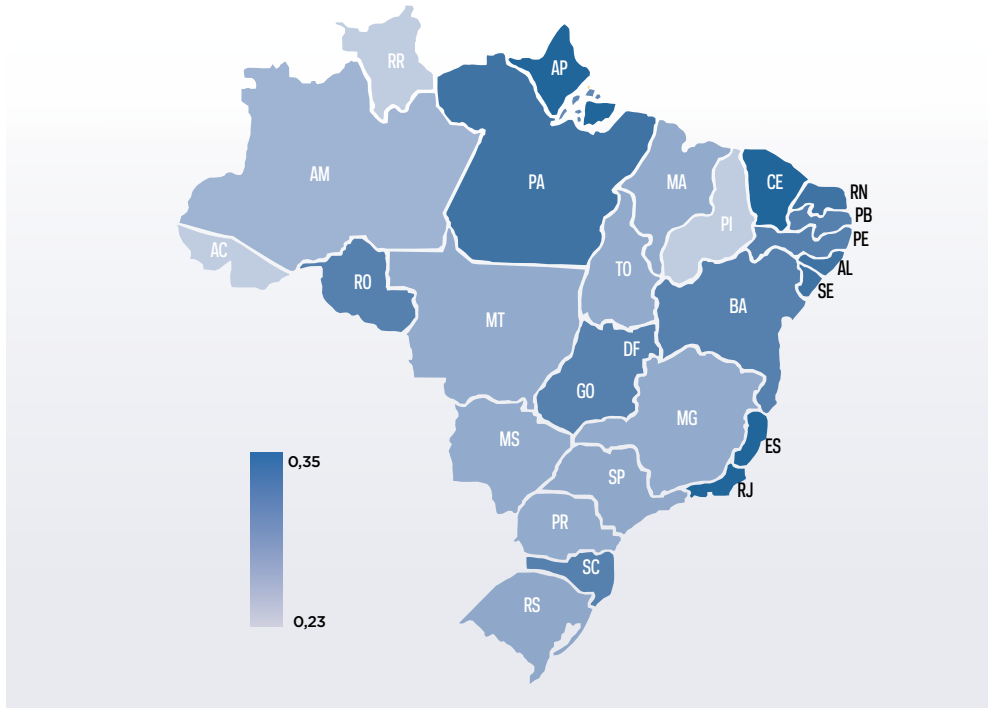 RR
AP
AM
PA
MA
CE
RN
PB
PE
PI
AC
AL
RO
TO
SE
BA
MT
DF
GO
MG
MS
ES
0,35
SP
RJ
PR
SC
RS
0,23